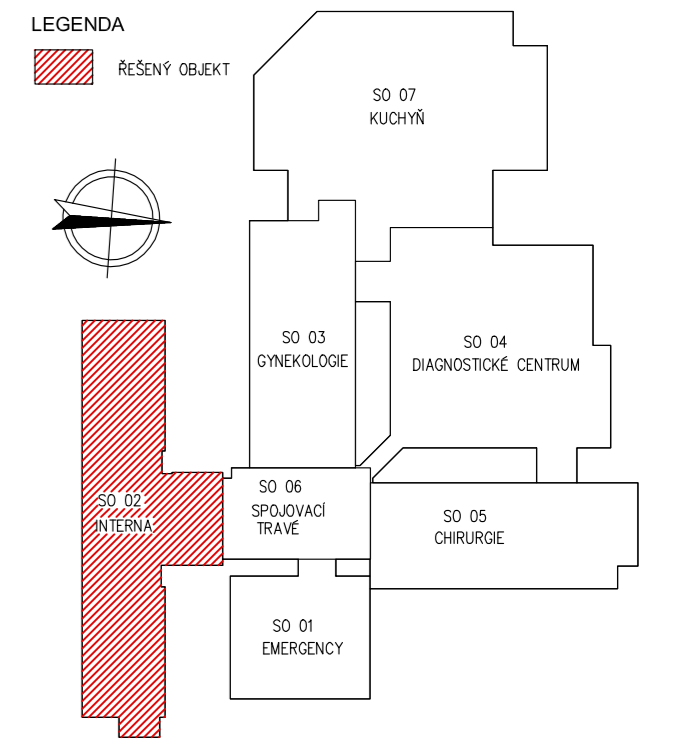 LEGENDA
ŘEŠENÝ OBJEKT
SO 07
KUCHYŇ
SO 03
GYNEKOLOGIE
SO 04
DIAGNOSTICKÉ CENTRUM
SO 02
INTERNA
SO 06
SPOJOVACÍ
TRAVÉ
SO 05
CHIRURGIE
SO 01
EMERGENCY